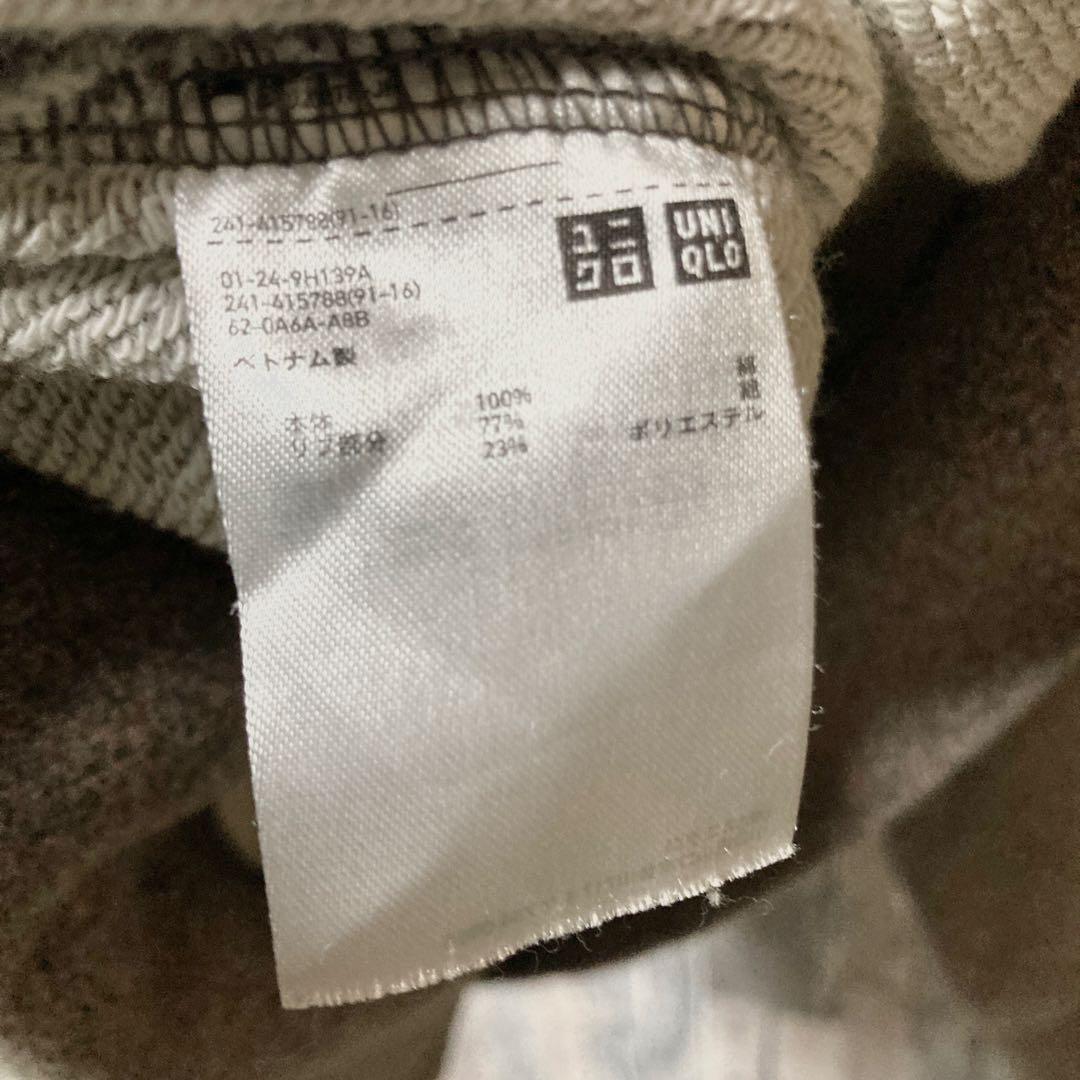 241-415788(91-16)
ユニクロ
UNIQLO
01-24-9H139A
241-415788(91-16)
62-0A6A-A8B
ベトナム製
本体 100% 綿
リブ部分 77% 綿
23% ポリエステル